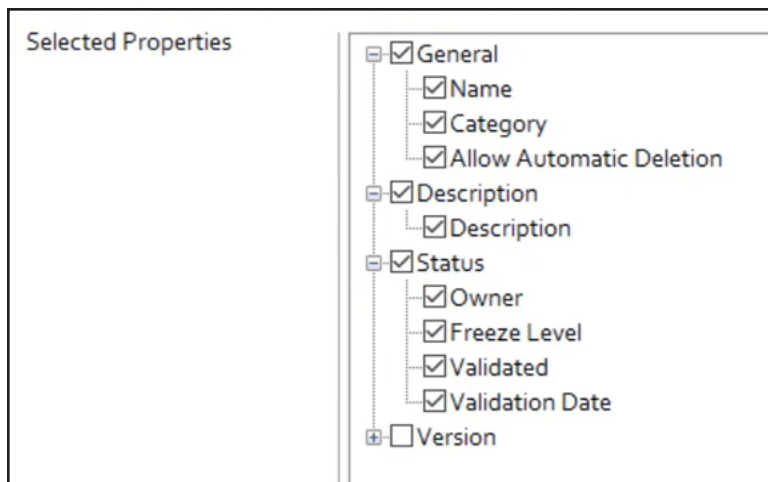 Selected Properties
General
Name
Category
Allow Automatic Deletion
Description
Description
Status
Owner
Freeze Level
Validated
Validation Date
Version